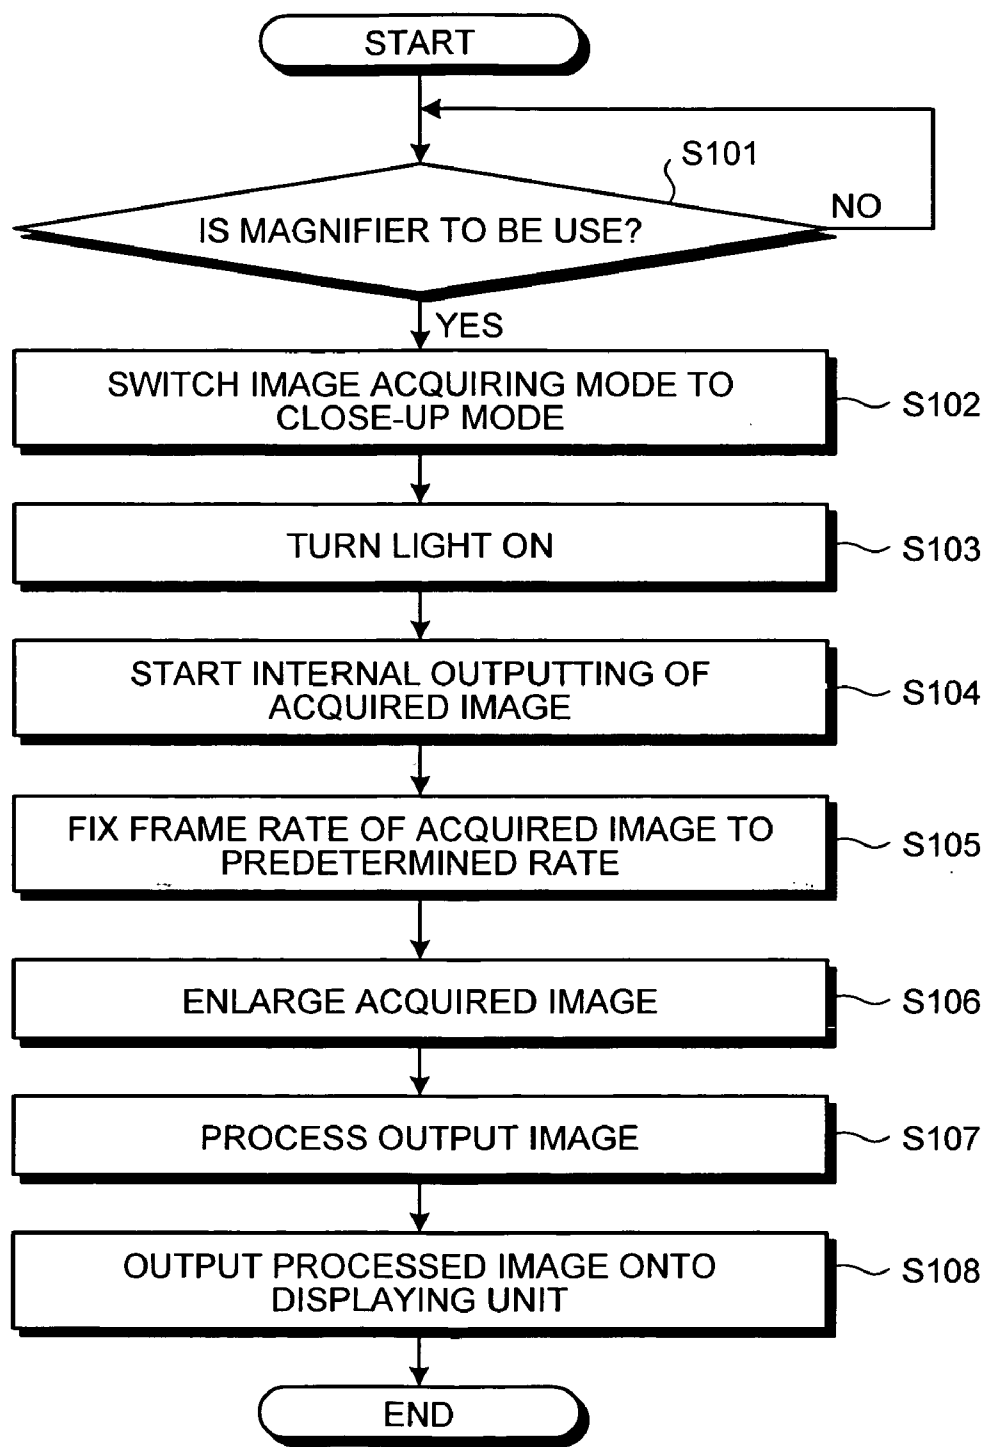 START
S101
IS MAGNIFIER TO BE USE?
NO
YES
SWITCH IMAGE ACQUIRING MODE TO
CLOSE-UP MODE
S102
TURN LIGHT ON
S103
START INTERNAL OUTPUTTING OF
ACQUIRED IMAGE
S104
FIX FRAME RATE OF ACQUIRED IMAGE TO
PREDETERMINED RATE
S105
ENLARGE ACQUIRED IMAGE
S106
PROCESS OUTPUT IMAGE
S107
OUTPUT PROCESSED IMAGE ONTO
DISPLAYING UNIT
S108
END